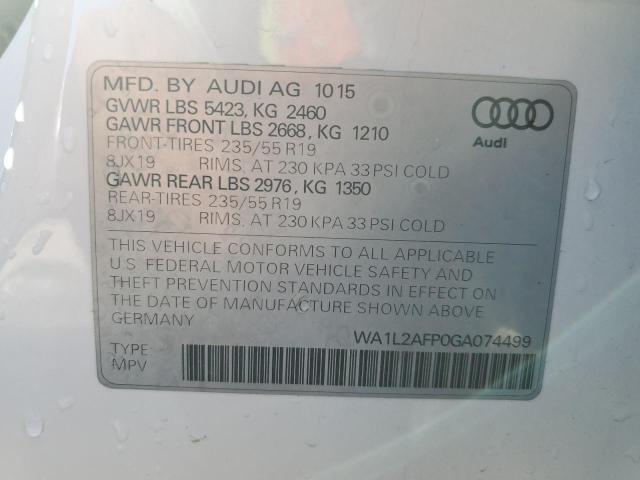 MFD. BY AUDI AG 10 15
GVWR LBS 5423, KG 2460
GAWR FRONT LBS 2668, KG 1210
FRONT-TIRES 235/55 R19
8JX19 RIMS, AT 230 KPA 33 PSI COLD
GAWR REAR LBS 2976, KG 1350
REAR-TIRES 235/55 R19
8JX19 RIMS, AT 230 KPA 33 PSI COLD
Audi
THIS VEHICLE CONFORMS TO ALL APPLICABLE
U.S. FEDERAL MOTOR VEHICLE SAFETY AND
THEFT PREVENTION STANDARDS IN EFFECT ON
THE DATE OF MANUFACTURE SHOWN ABOVE
GERMANY
WA1L2AFP0GA074499
TYPE:
MPV